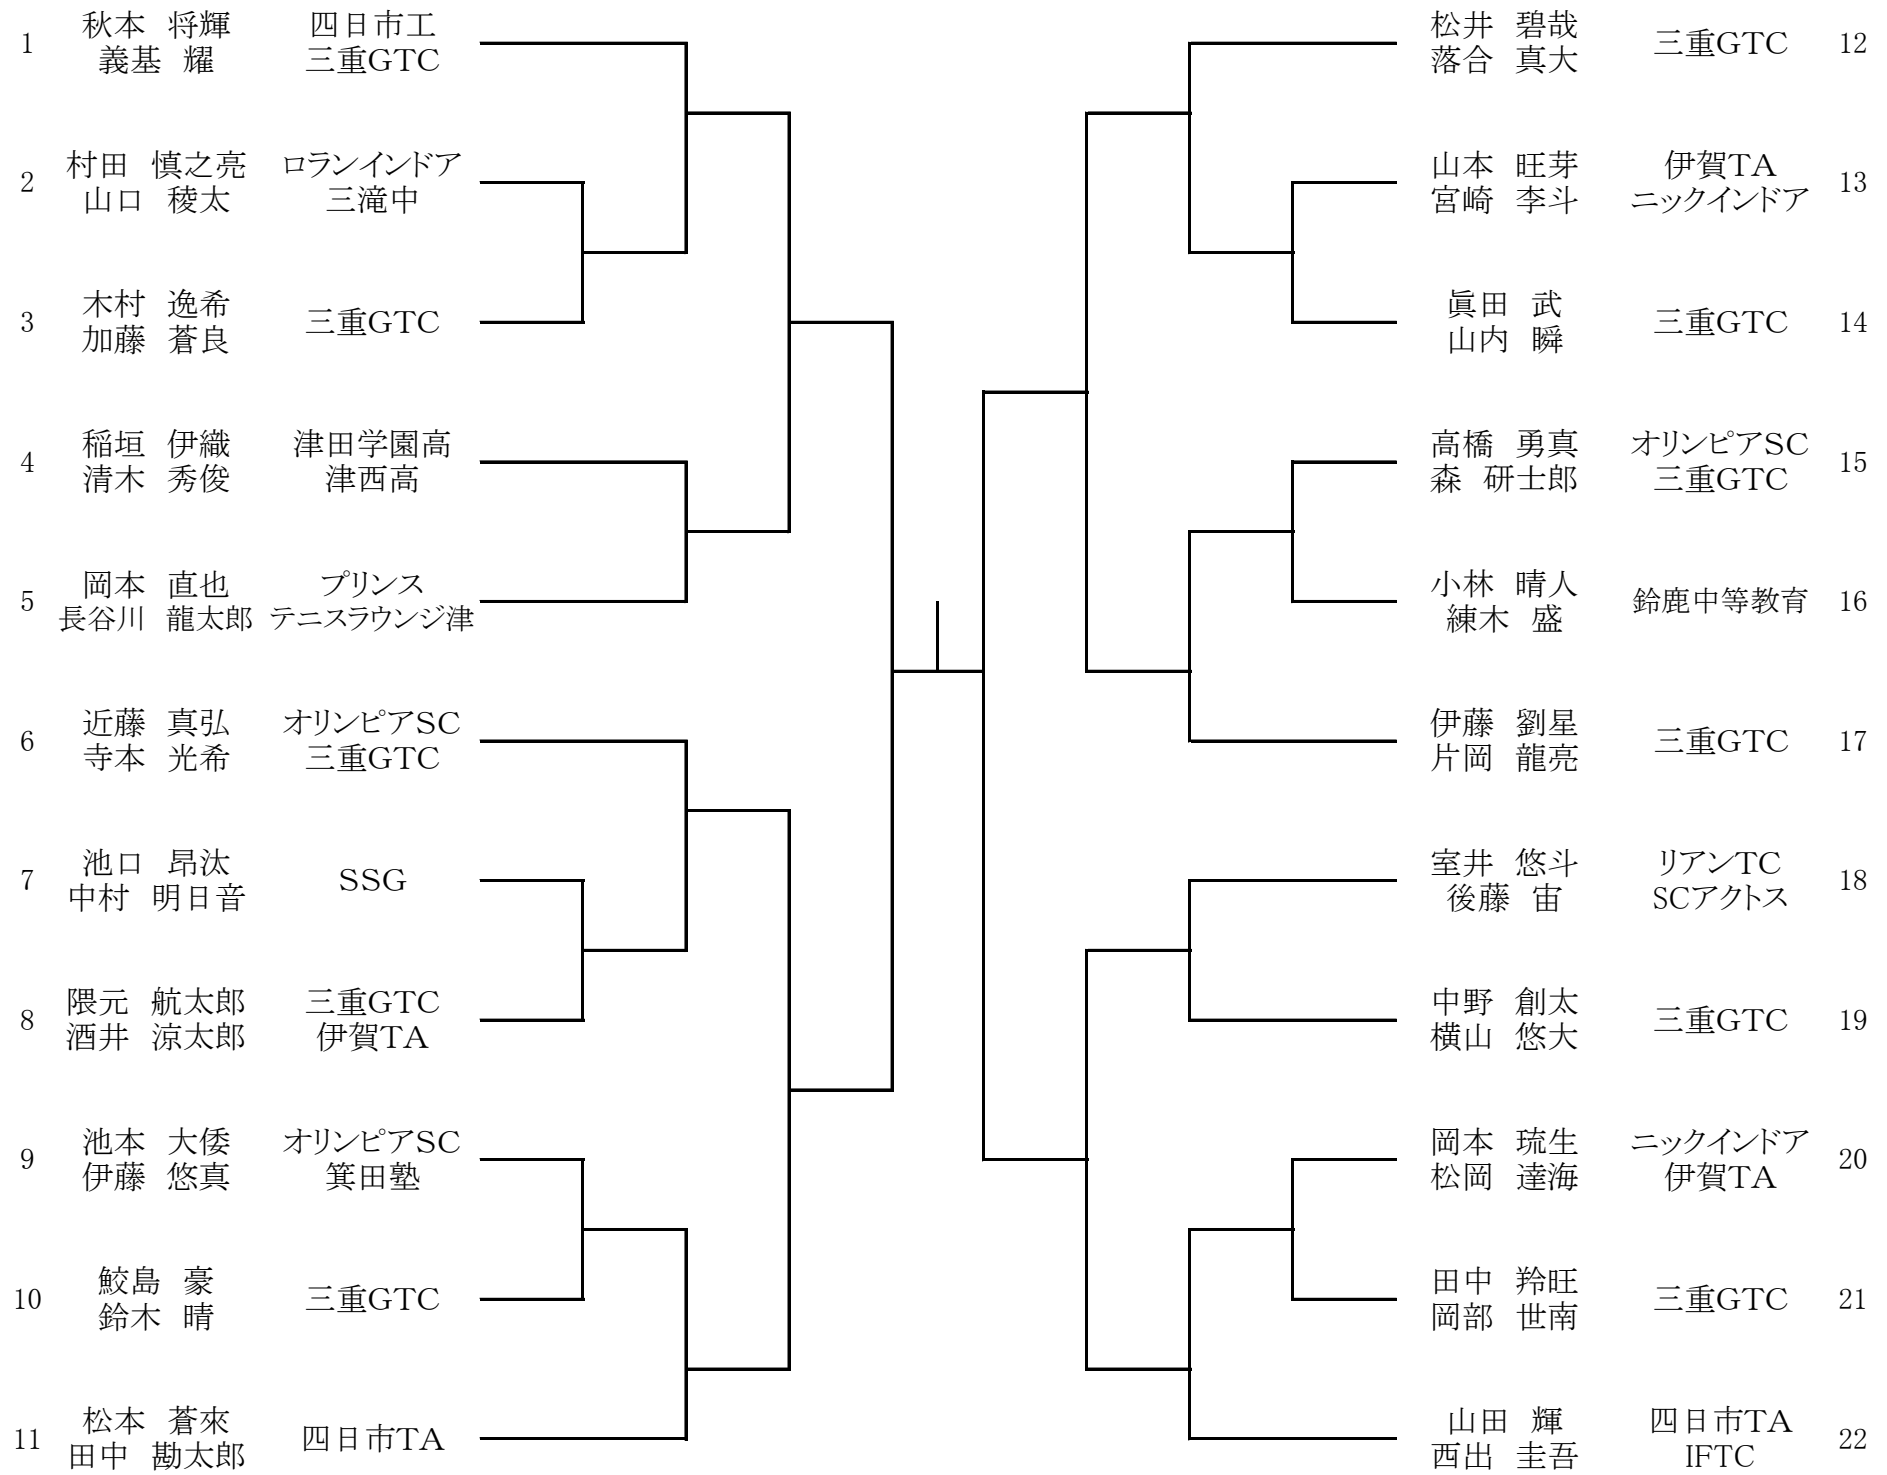 秋本 将輝 四日市工
1
義基 耀 三重GTC
村田 慎之亮 ロランインドア
2
山口 稜太 三滝中
木村 逸希
3 三重GTC
加藤 蒼良
稲垣 伊織 津田学園高
4
清木 秀俊 津西高
岡本 直也 プリンス
5
長谷川 龍太郎 テニスラウンジ津
近藤 真弘 オリンピアSC
6
寺本 光希 三重GTC
池口 昂汰
7 SSG
中村 明日音
隈元 航太郎 三重GTC
8
酒井 涼太郎 伊賀TA
池本 大倭 オリンピアSC
9
伊藤 悠真 箕田塾
鮫島 豪
10 三重GTC
鈴木 晴
松本 蒼來
11 四日市TA
田中 勘太郎
松井 碧哉
三重GTC 12
落合 真大
山本 旺芽 伊賀TA
13
宮崎 李斗 ニックインドア
眞田 武
三重GTC 14
山内 瞬
高橋 勇真 オリンピアSC
15
森 研士郎 三重GTC
小林 晴人
鈴鹿中等教育 16
練木 盛
伊藤 劉星
三重GTC 17
片岡 龍亮
室井 悠斗 リアンTC
18
後藤 宙 SCアクトス
中野 創太
三重GTC 19
横山 悠大
岡本 琉生 ニックインドア
20
松岡 達海 伊賀TA
田中 羚旺
三重GTC 21
岡部 世南
山田 輝 四日市TA
22
西出 圭吾 IFTC